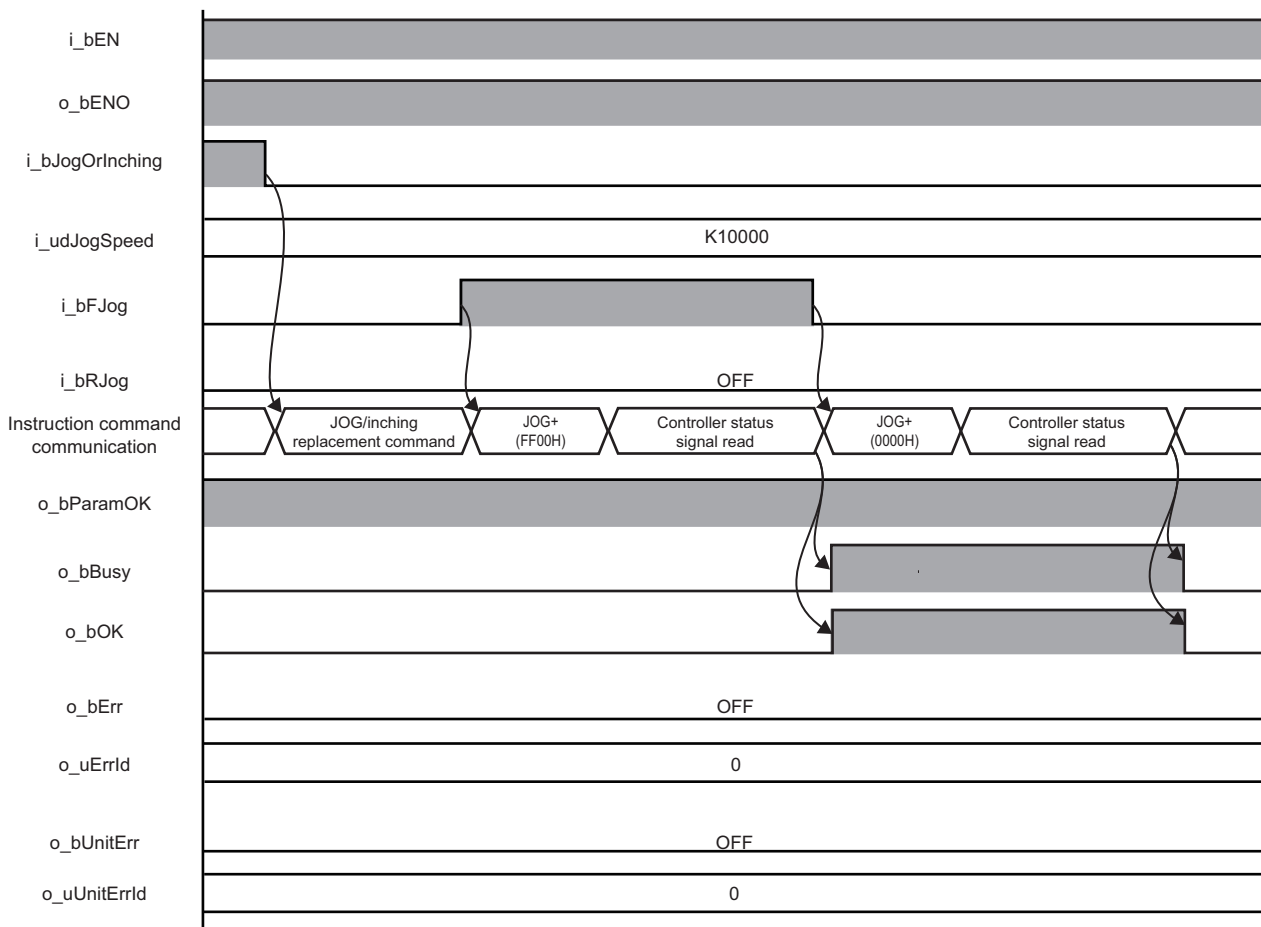 i_bEN
o_bENO
i_bJogOrInching
i_udJogSpeed
K10000
i_bFJog
i_bRJog
OFF
Instruction command
communication
JOG/inching
replacement command
JOG+
(FF00H)
Controller status
signal read
JOG+
(0000H)
Controller status
signal read
o_bParamOK
o_bBusy
o_bOK
o_bErr
OFF
o_uErrId
0
o_bUnitErr
OFF
o_uUnitErrId
0